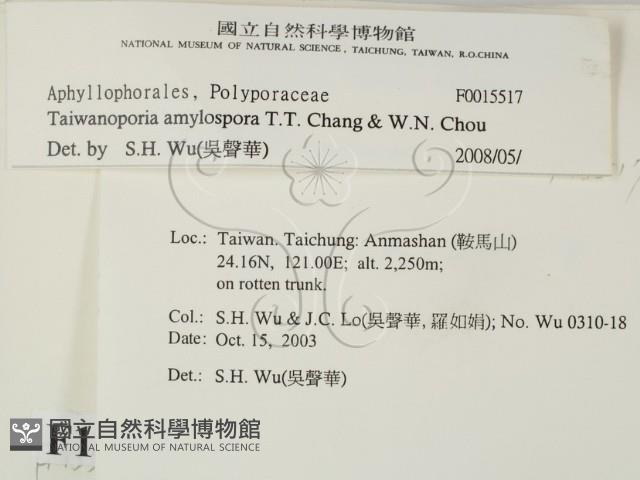 國立自然科學博物館
NATIONAL MUSEUM OF NATURAL SCIENCE, TAICHUNG, TAIWAN, R.O.CHINA
Aphyllophorales, Polyporaceae F0015517
Taiwanoporia amylospora T.T. Chang & W.N. Chou
Det. by S.H. Wu(吳聲華) 2008/05/
Loc.: Taiwan. Taichung: Anmashan (鞍馬山)
24.16N, 121.00E; alt. 2,250m;
on rotten trunk.
Col.: S.H. Wu & J.C. Lo(吳聲華, 羅如娟); No. Wu 0310-18
Date: Oct. 15, 2003
Det.: S.H. Wu(吳聲華)
F1
國立自然科學博物館
NATIONAL MUSEUM OF NATURAL SCIENCE